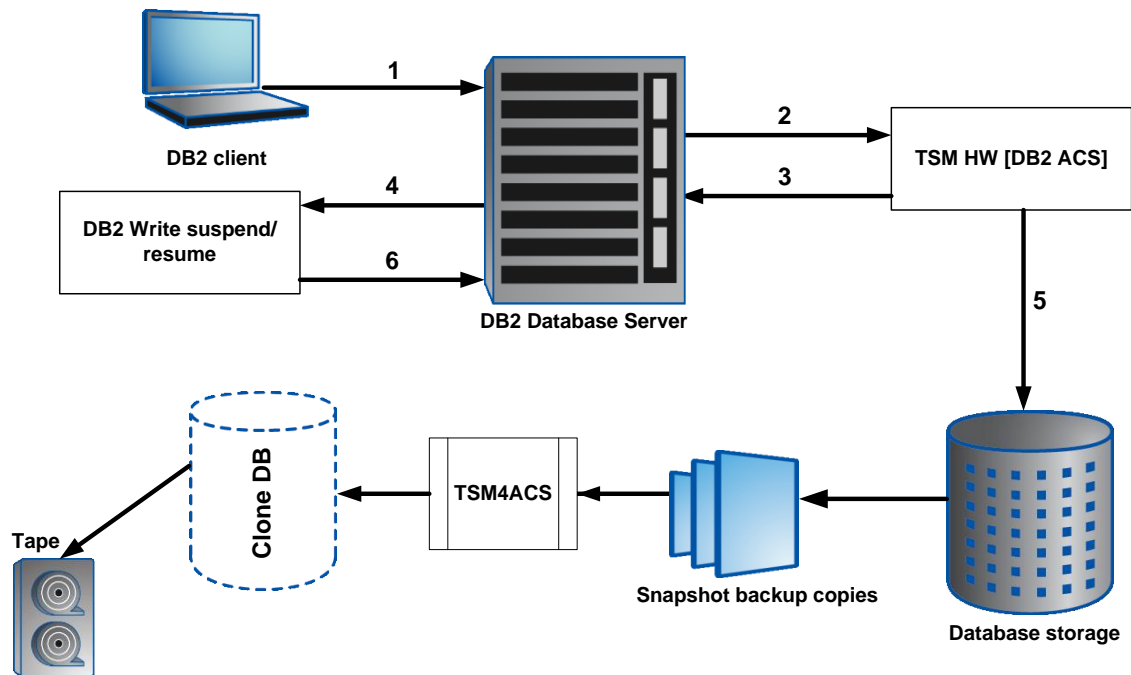 1
DB2 client
2
TSM HW [DB2 ACS]
3
4
DB2 Write suspend/
resume
6
DB2 Database Server
5
Clone DB
TSM4ACS
Tape
Snapshot backup copies
Database storage